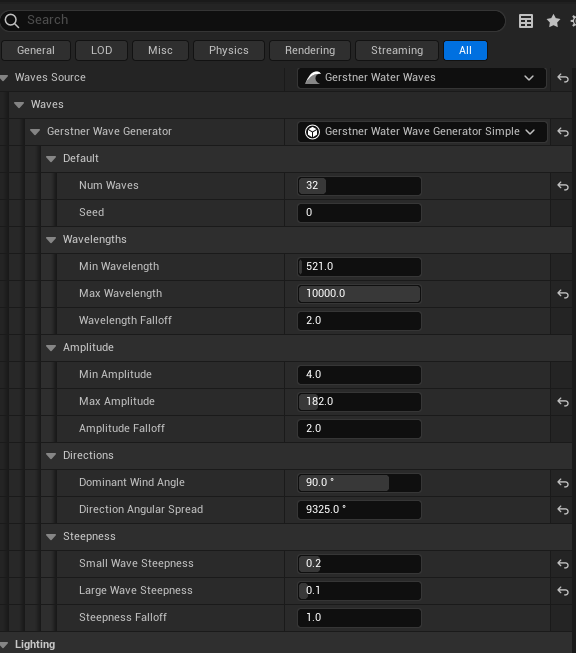 Search
General LOD Misc Physics Rendering Streaming All
Waves Source Gerstner Water Waves
Waves
Gerstner Wave Generator Gerstner Water Wave Generator Simple
Default
Num Waves 32
Seed 0
Wavelengths
Min Wavelength 521.0
Max Wavelength 10000.0
Wavelength Falloff 2.0
Amplitude
Min Amplitude 4.0
Max Amplitude 182.0
Amplitude Falloff 2.0
Directions
Dominant Wind Angle 90.0 °
Direction Angular Spread 9325.0 °
Steepness
Small Wave Steepness 0.2
Large Wave Steepness 0.1
Steepness Falloff 1.0
Lighting